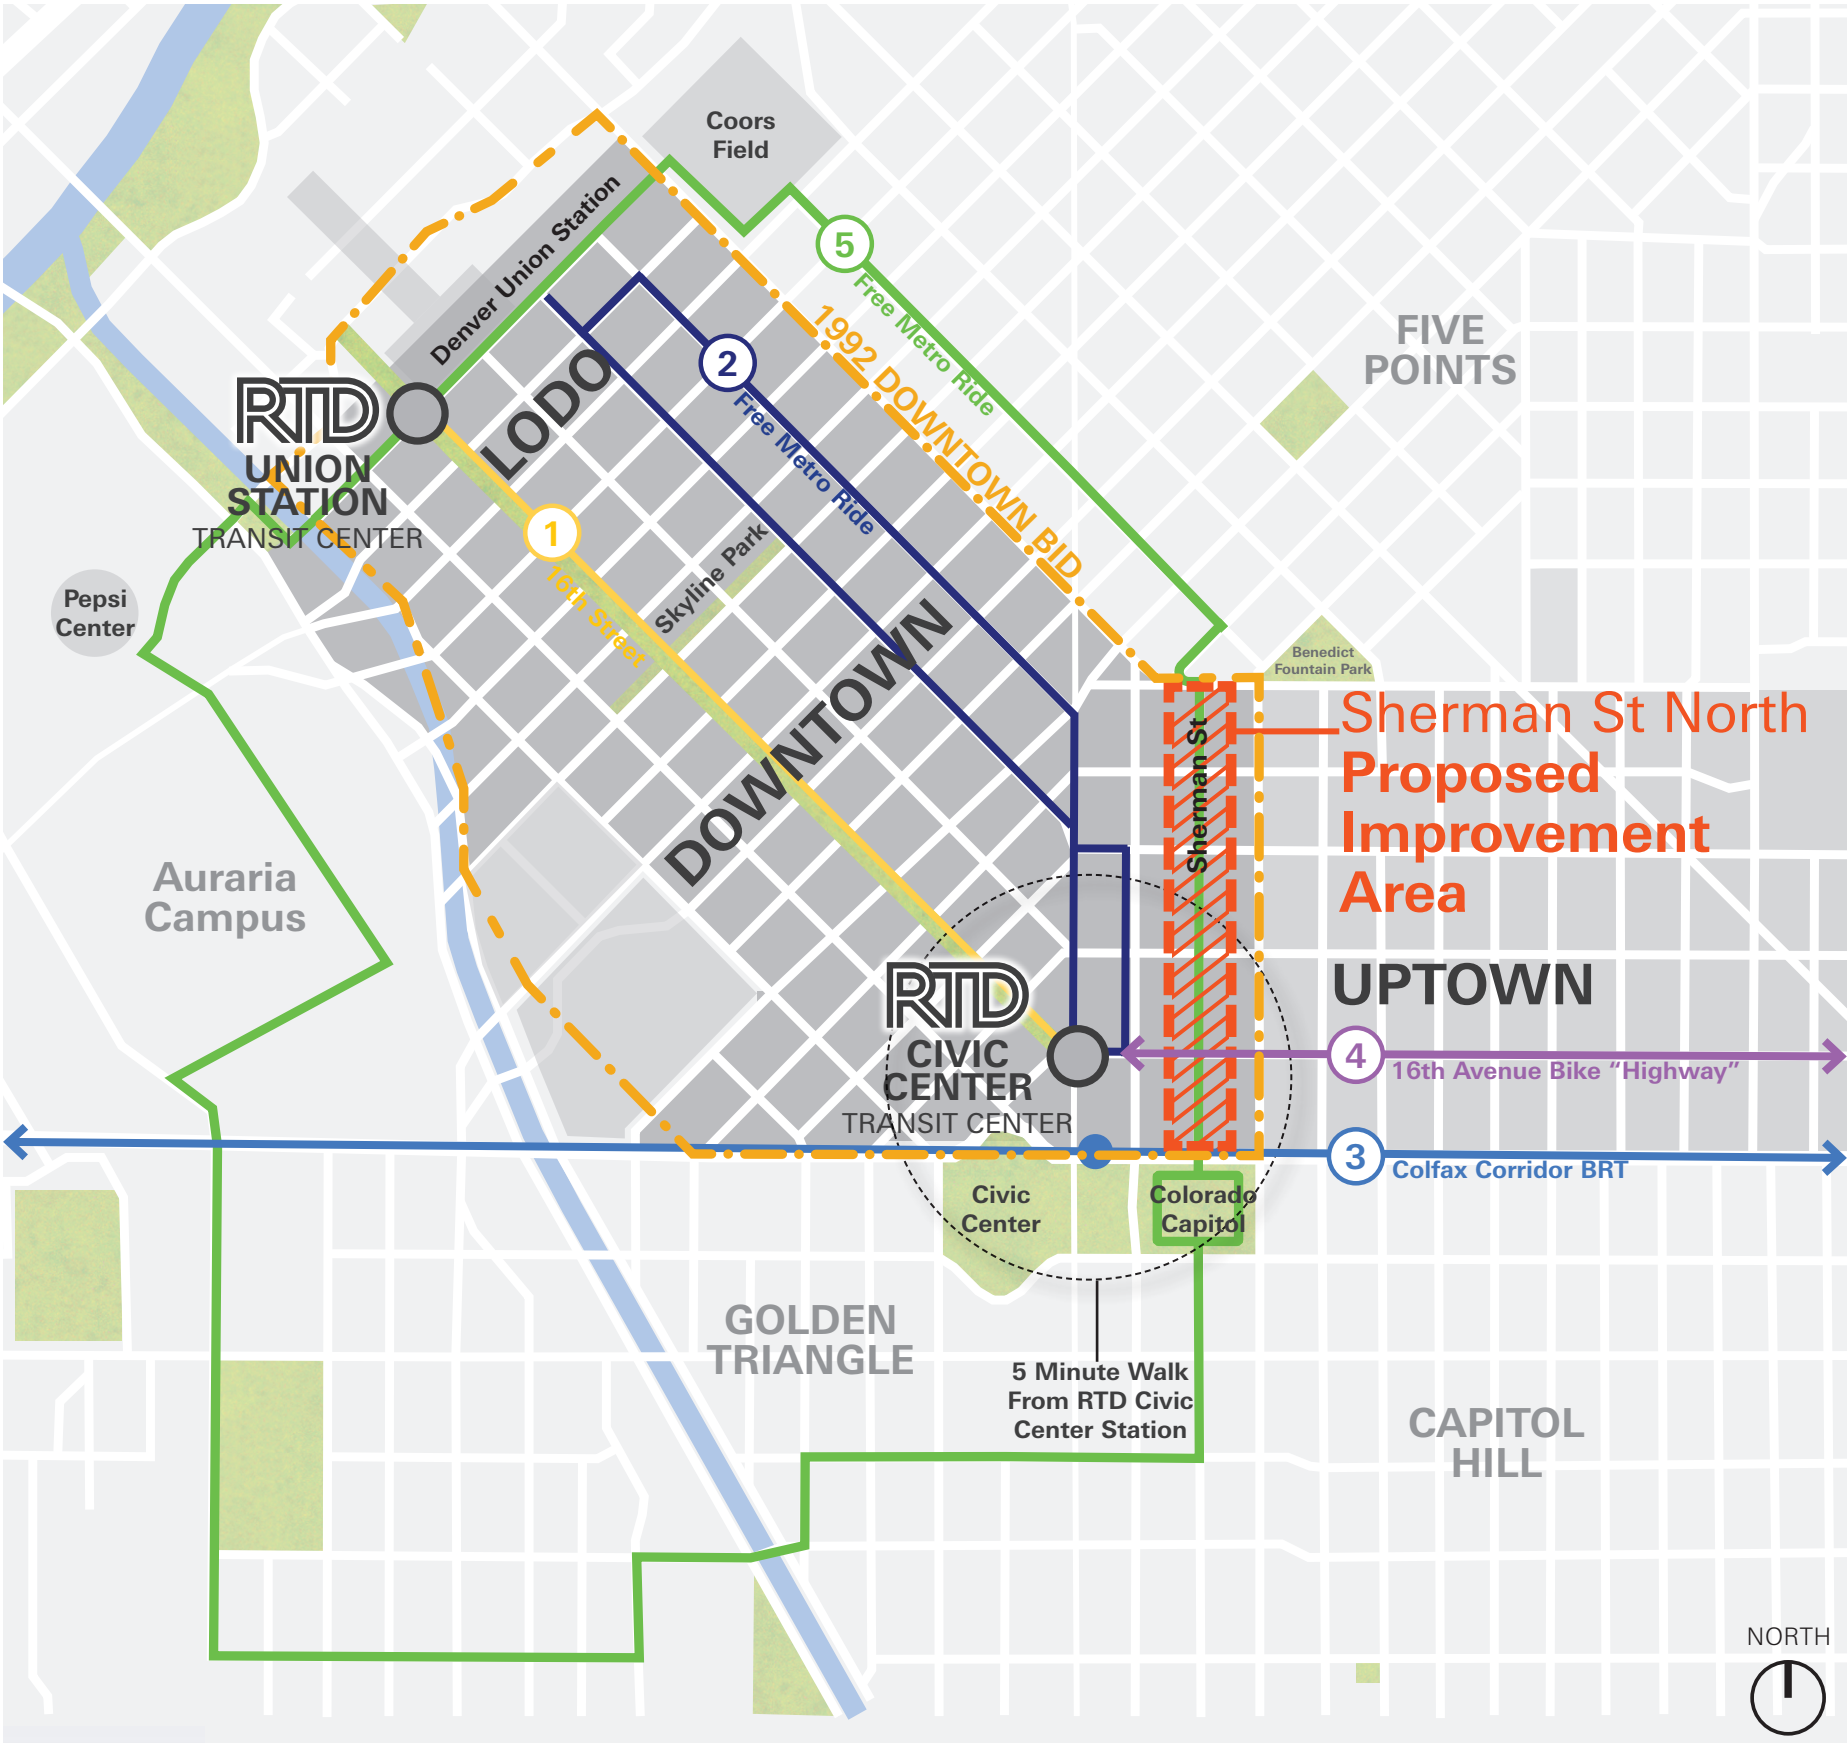 Coors
Field
Denver Union Station
5
Free Metro Ride
1992 DOWNTOWN BID
FIVE
POINTS
2
Free Metro Ride
LODO
RTD
UNION
STATION
TRANSIT CENTER
1
16th Street
Skyline Park
Pepsi
Center
DOWNTOWN
Benedict
Fountain Park
Sherman St
Sherman St North
Proposed
Improvement
Area
Auraria
Campus
UPTOWN
RTD
CIVIC
CENTER
TRANSIT CENTER
4
16th Avenue Bike “Highway”
3
Colfax Corridor BRT
Civic
Center
Colorado
Capitol
GOLDEN
TRIANGLE
5 Minute Walk
From RTD Civic
Center Station
CAPITOL
HILL
NORTH